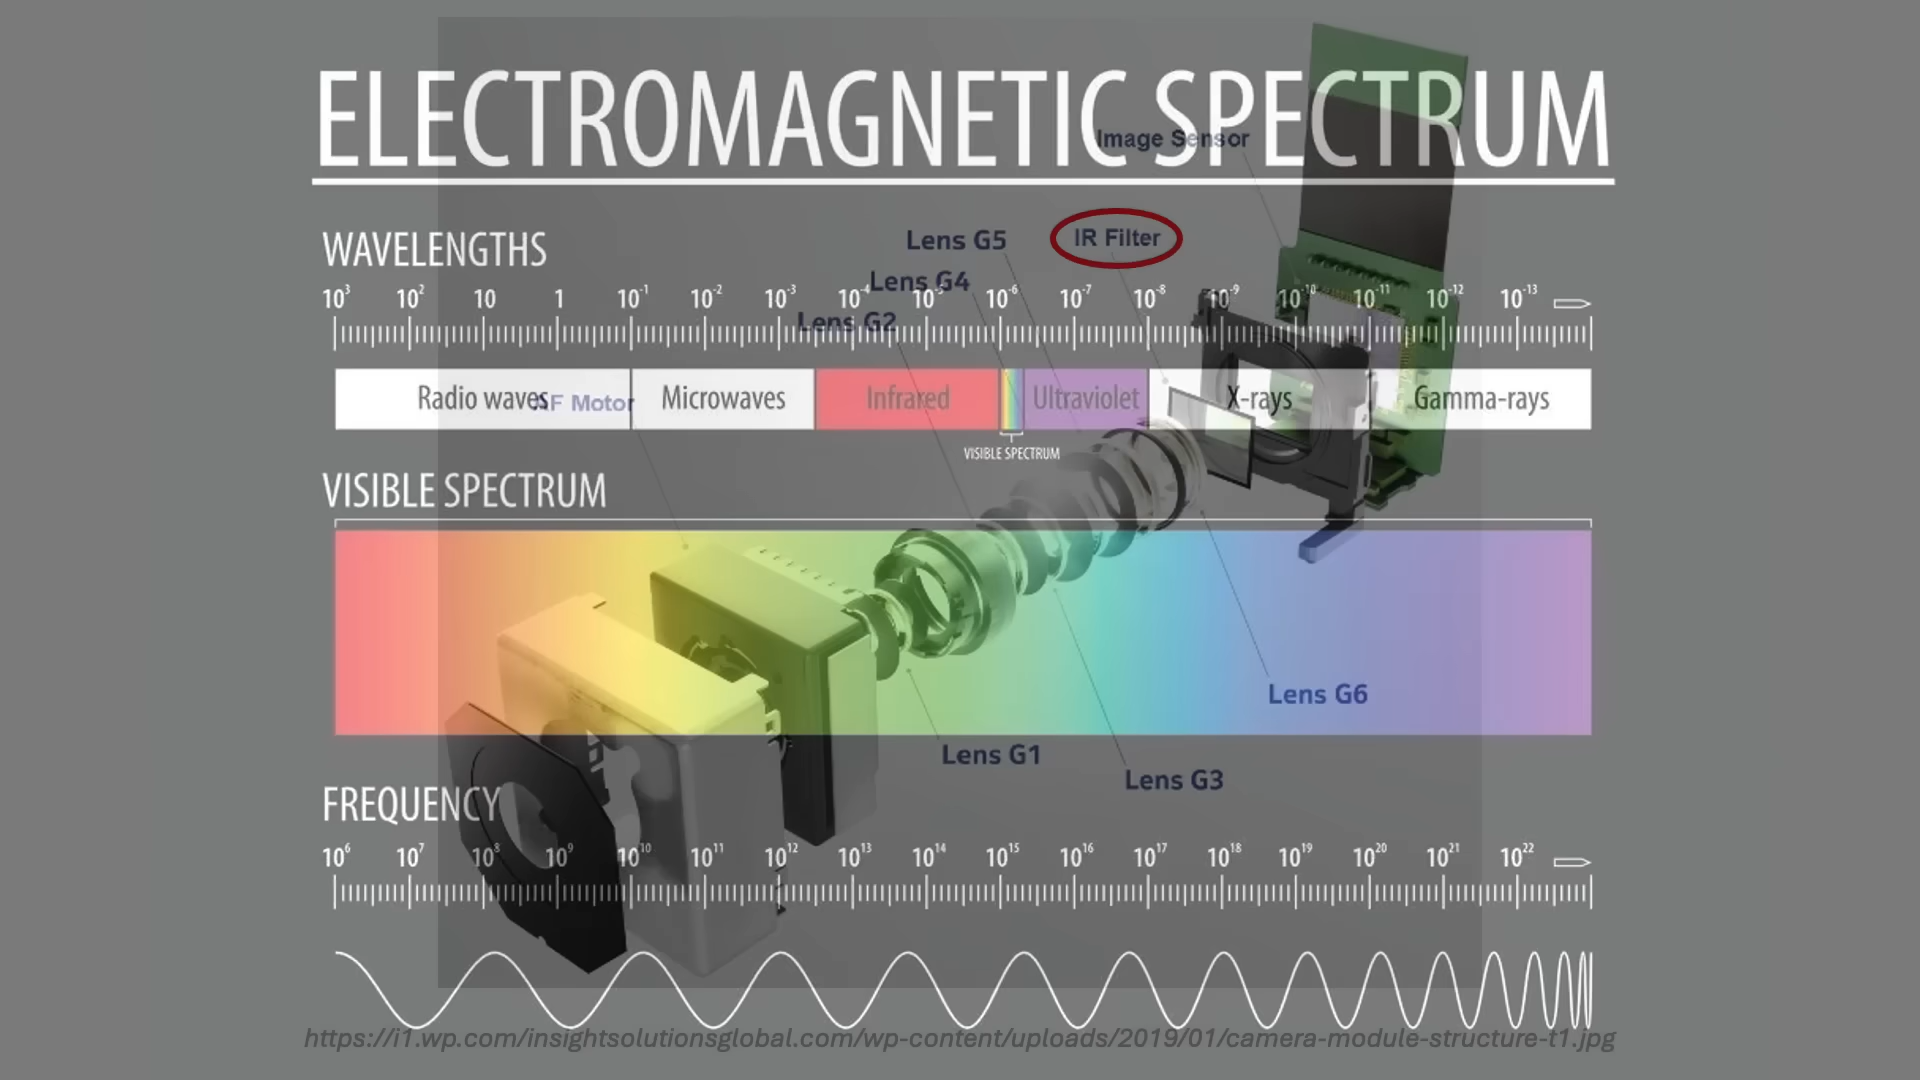 ELECTROMAGNETIC SPECTRUM
Image Sensor
WAVELENGTHS
Lens G5
IR Filter
Lens G4
10³ 10² 10 1 10⁻¹ 10⁻² 10⁻³ 10⁻⁴ 10⁻⁵ 10⁻⁶ 10⁻⁷ 10⁻⁸ 10⁻⁹ 10⁻¹⁰ 10⁻¹¹ 10⁻¹² 10⁻¹³
Lens G2
Radio waves Microwaves Infrared Ultraviolet X-rays Gamma-rays
AF Motor
VISIBLE SPECTRUM
VISIBLE SPECTRUM
Lens G6
Lens G1
Lens G3
FREQUENCY
10⁶ 10⁷ 10⁸ 10⁹ 10¹⁰ 10¹¹ 10¹² 10¹³ 10¹⁴ 10¹⁵ 10¹⁶ 10¹⁷ 10¹⁸ 10¹⁹ 10²⁰ 10²¹ 10²²
https://i1.wp.com/insightsolutionsglobal.com/wp-content/uploads/2019/01/camera-module-structure-t1.jpg